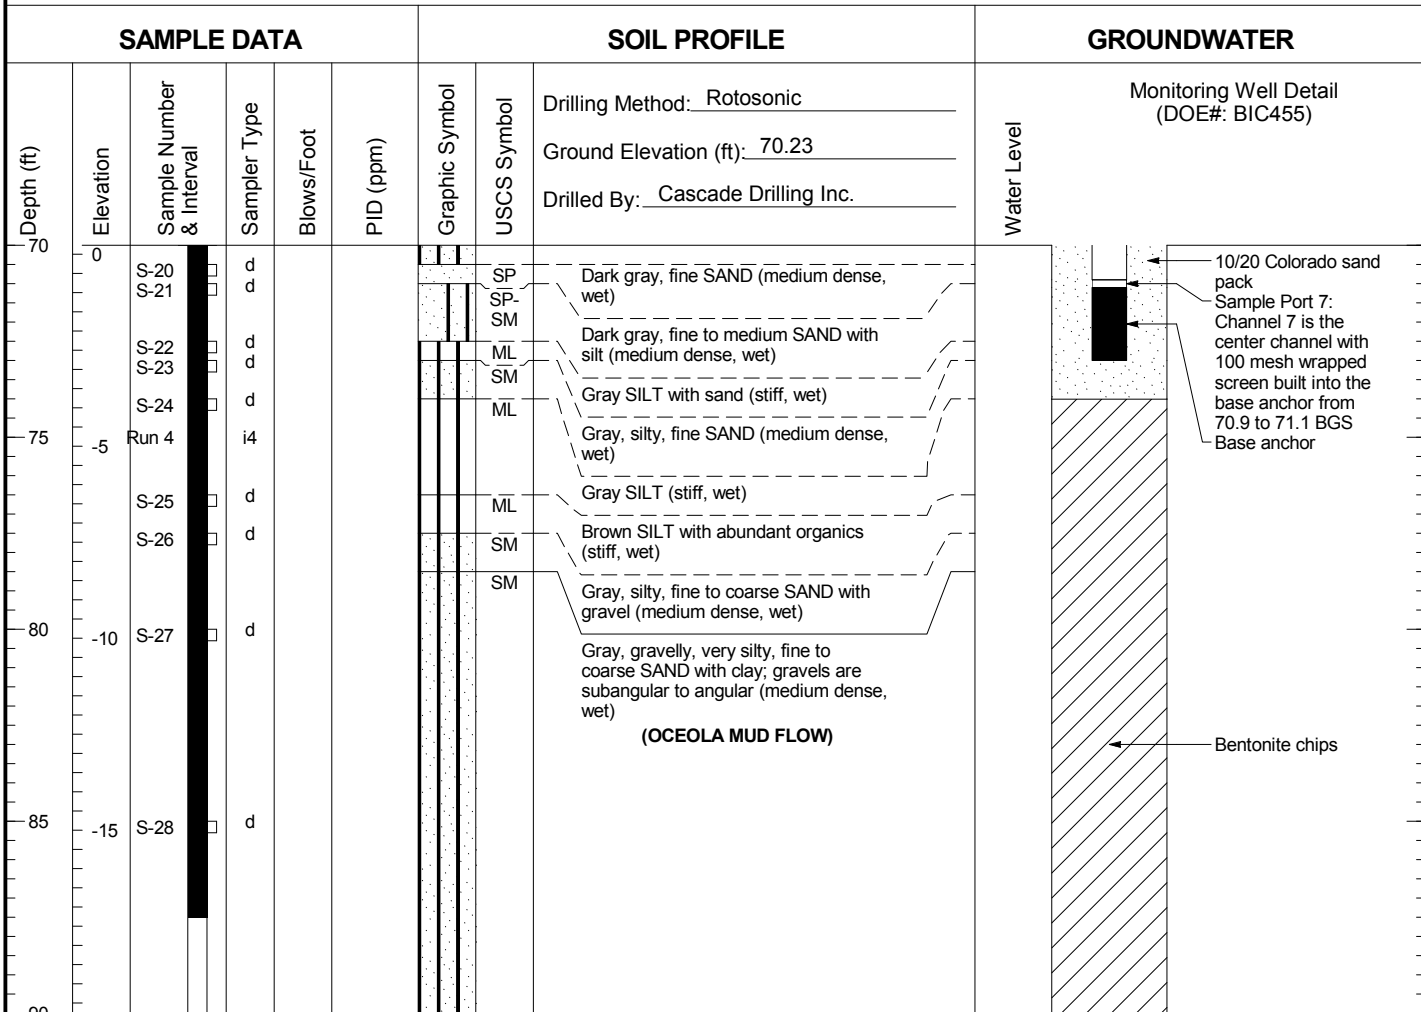 SAMPLE DATA
SOIL PROFILE
GROUNDWATER
Depth (ft)
Elevation
Sample Number
& Interval
Sampler Type
Blows/Foot
PID (ppm)
Graphic Symbol
USCS Symbol
Drilling Method: Rotosonic
Ground Elevation (ft): 70.23
Drilled By: Cascade Drilling Inc.
Water Level
Monitoring Well Detail
(DOE#: BIC455)
70
75
80
85
90
0
-5
-10
-15
S-20 d
S-21 d
S-22 d
S-23 d
S-24 d
Run 4 i4
S-25 d
S-26 d
S-27 d
S-28 d
SP
SP-
SM
ML
SM
ML
ML
SM
SM
Dark gray, fine SAND (medium dense,
wet)
Dark gray, fine to medium SAND with
silt (medium dense, wet)
Gray SILT with sand (stiff, wet)
Gray, silty, fine SAND (medium dense,
wet)
Gray SILT (stiff, wet)
Brown SILT with abundant organics
(stiff, wet)
Gray, silty, fine to coarse SAND with
gravel (medium dense, wet)
Gray, gravelly, very silty, fine to
coarse SAND with clay; gravels are
subangular to angular (medium dense,
wet)
(OCEOLA MUD FLOW)
10/20 Colorado sand
pack
Sample Port 7:
Channel 7 is the
center channel with
100 mesh wrapped
screen built into the
base anchor from
70.9 to 71.1 BGS
Base anchor
Bentonite chips